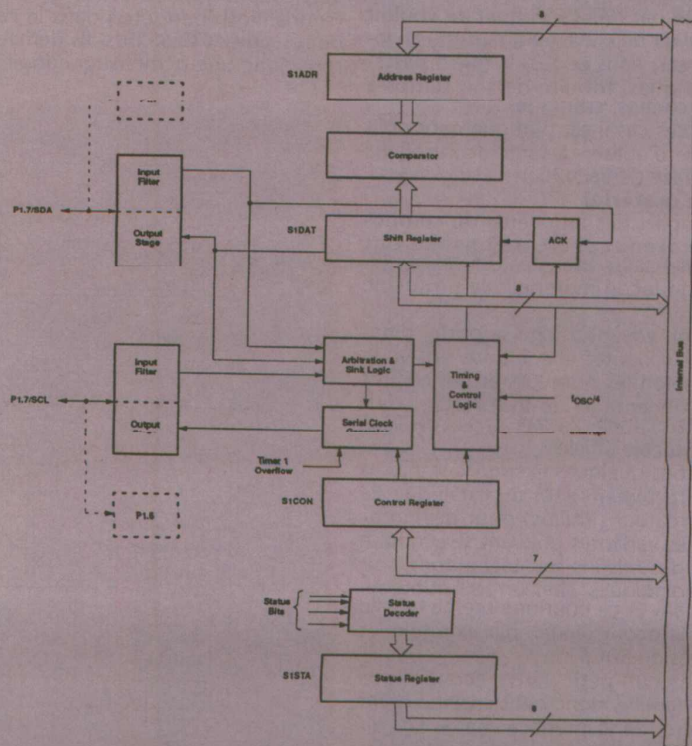 8
S1ADR
Address Register
Comparator
Input
Filter
P1.7/SDA
Output
Stage
S1DAT
Shift Register
ACK
8
Internal Bus
Input
Filter
Arbitration &
Sink Logic
Timing
&
Control
Logic
P1.7/SCL
fOSC/4
Output
Serial Clock
Timer 1
Overflow
S1CON
Control Register
P1.6
7
Status
Bits
Status
Decoder
S1STA
Status Register